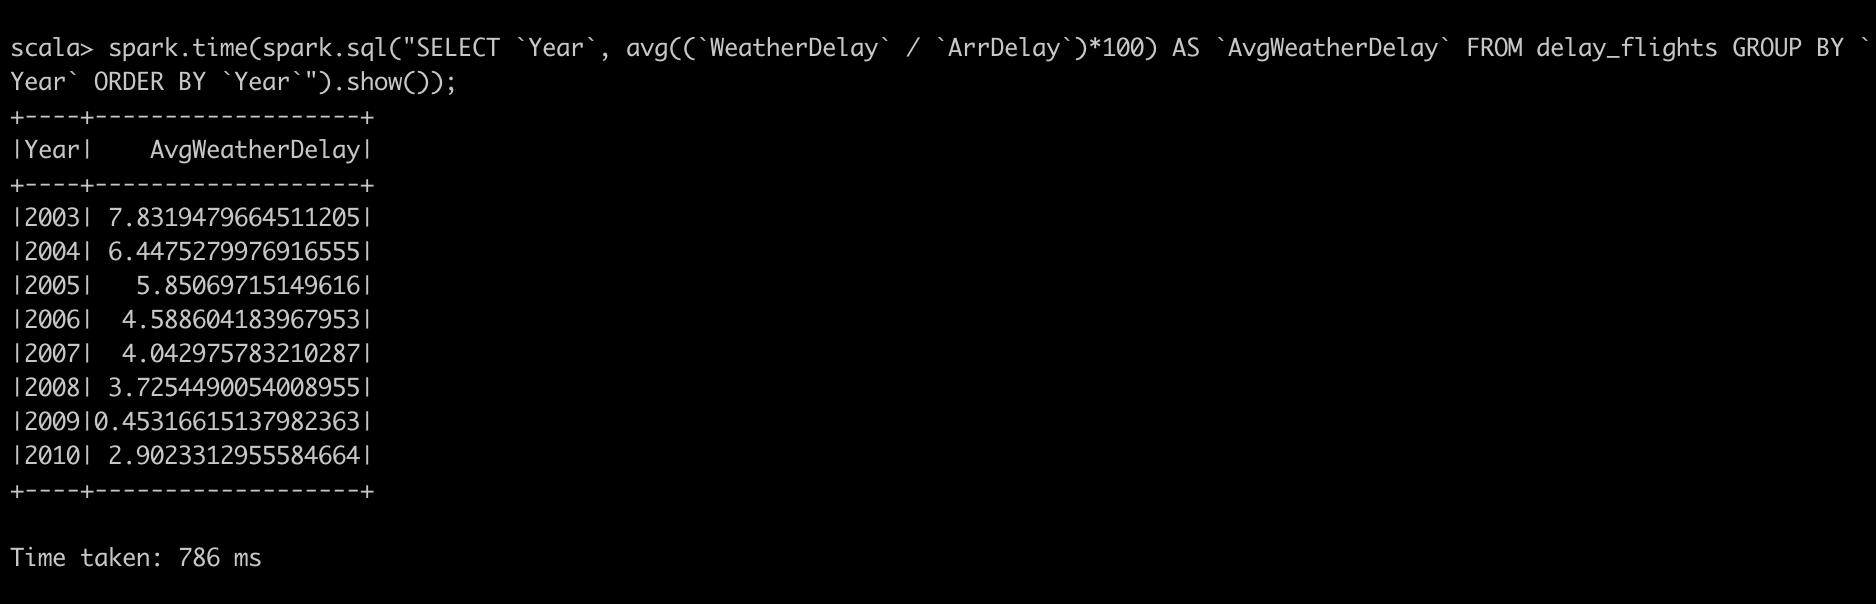 scala> spark.time(spark.sql("SELECT `Year`, avg((`WeatherDelay` / `ArrDelay`)*100) AS `AvgWeatherDelay` FROM delay_flights GROUP BY `
Year` ORDER BY `Year`").show());
+----+-------------------+
|Year|    AvgWeatherDelay|
+----+-------------------+
|2003| 7.8319479664511205|
|2004| 6.4475279976916555|
|2005|   5.85069715149616|
|2006|  4.588604183967953|
|2007|  4.042975783210287|
|2008| 3.7254490054008955|
|2009|0.45316615137982363|
|2010| 2.9023312955584664|
+----+-------------------+
Time taken: 786 ms